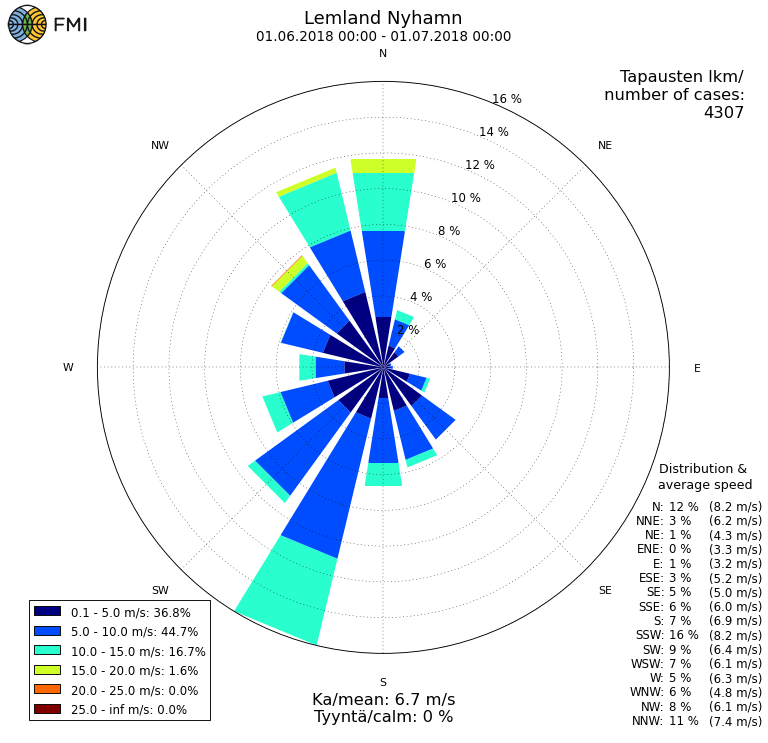 FMI
Lemland Nyhamn
01.06.2018 00:00 - 01.07.2018 00:00
N
Tapausten lkm/
number of cases:
4307
16 %
14 %
12 %
10 %
8 %
6 %
4 %
2 %
NW
NE
W
E
SW
SE
S
Distribution &
average speed
N: 12 % (8.2 m/s)
NNE: 3 % (6.2 m/s)
NE: 1 % (4.3 m/s)
ENE: 0 % (3.3 m/s)
E: 1 % (3.2 m/s)
ESE: 3 % (5.2 m/s)
SE: 5 % (5.0 m/s)
SSE: 6 % (6.0 m/s)
S: 7 % (6.9 m/s)
SSW: 16 % (8.2 m/s)
SW: 9 % (6.4 m/s)
WSW: 7 % (6.1 m/s)
W: 5 % (6.3 m/s)
WNW: 6 % (4.8 m/s)
NW: 8 % (6.1 m/s)
NNW: 11 % (7.4 m/s)
0.1 - 5.0 m/s: 36.8%
5.0 - 10.0 m/s: 44.7%
10.0 - 15.0 m/s: 16.7%
15.0 - 20.0 m/s: 1.6%
20.0 - 25.0 m/s: 0.0%
25.0 - inf m/s: 0.0%
Ka/mean: 6.7 m/s
Tyyntä/calm: 0 %